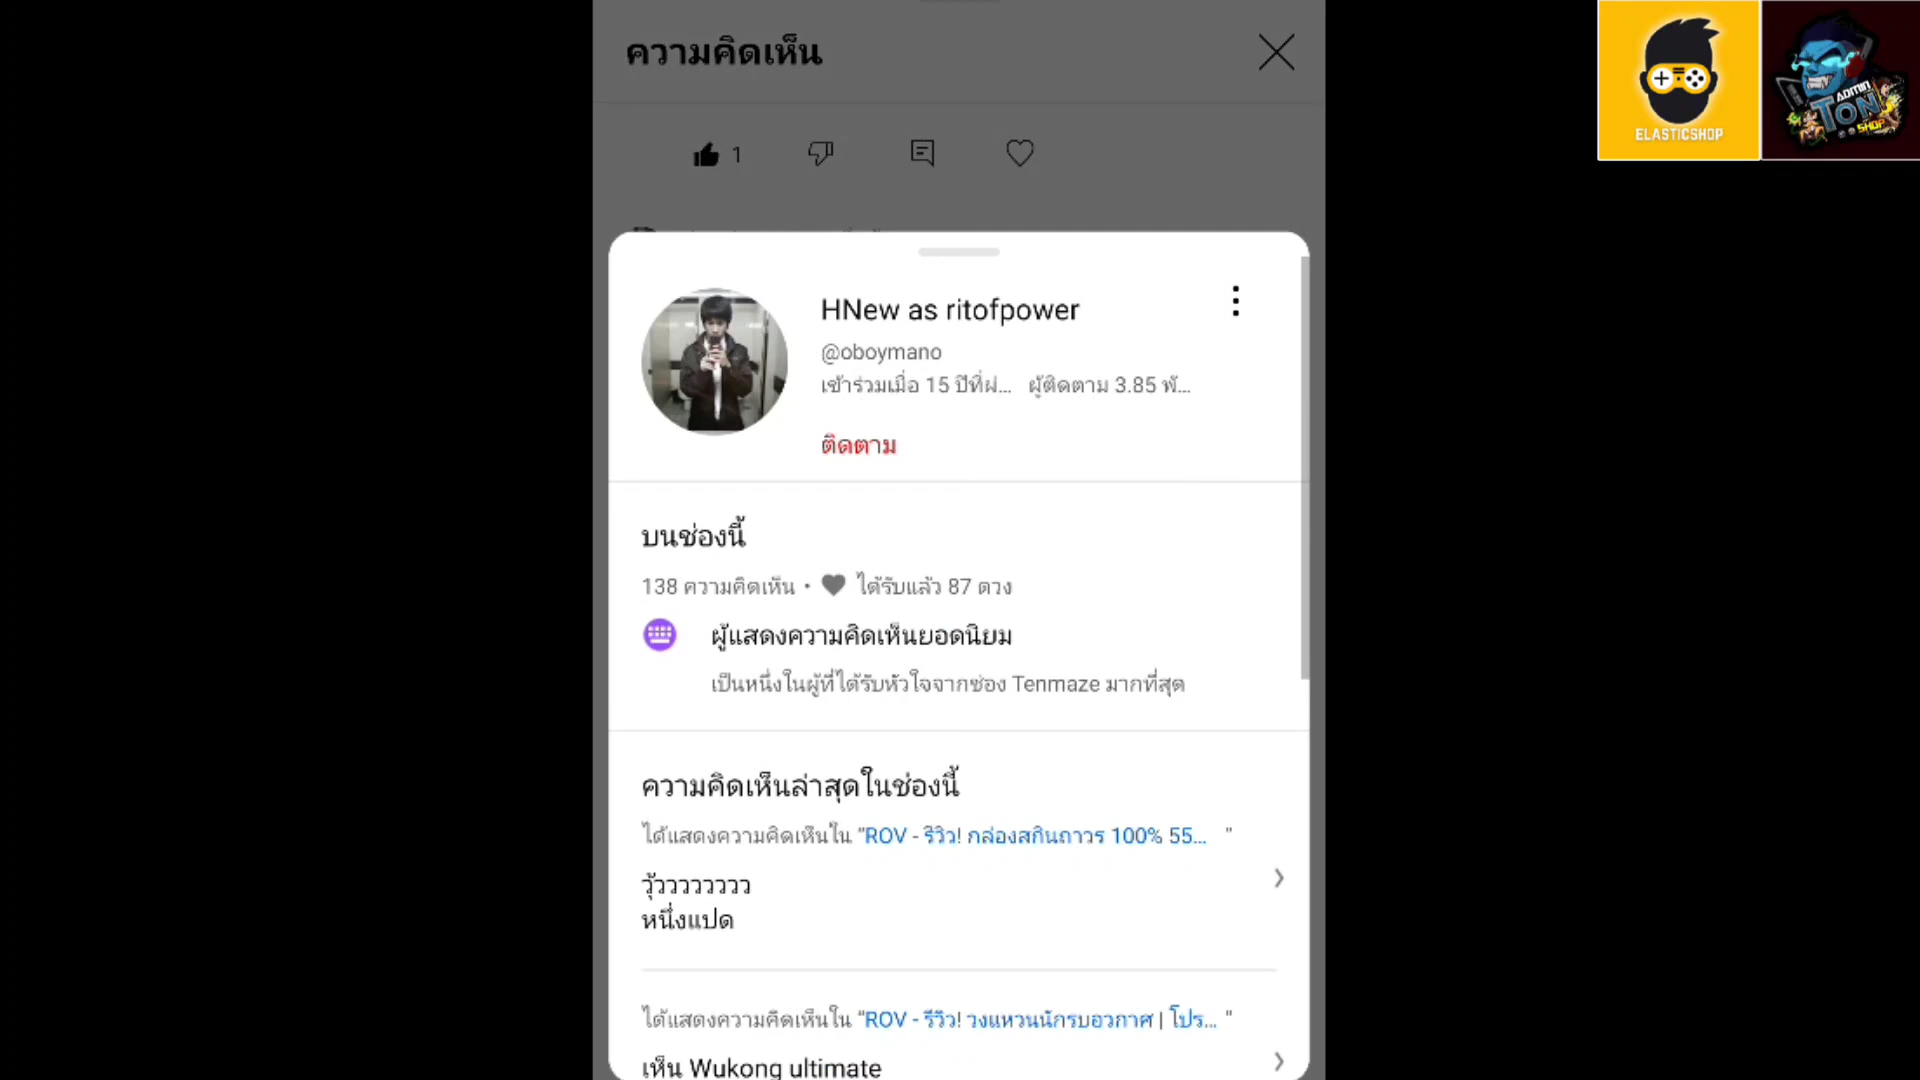 ความคิดเห็น
1
HNew as ritofpower
@oboymano
เข้าร่วมเมื่อ 15 ปีที่ผ่... ผู้ติดตาม 3.85 พั...
ติดตาม
บนช่องนี้
138 ความคิดเห็น • ได้รับแล้ว 87 ดวง
ผู้แสดงความคิดเห็นยอดนิยม
เป็นหนึ่งในผู้ที่ได้รับหัวใจจากช่อง Tenmaze มากที่สุด
ความคิดเห็นล่าสุดในช่องนี้
ได้แสดงความคิดเห็นใน "ROV - รีวิว! กล่องสกินถาวร 100% 55... "
วุ้วววววววว
หนึ่งแปด
ได้แสดงความคิดเห็นใน "ROV - รีวิว! วงแหวนนักรบอวกาศ | โปร... "
เห็น Wukong ultimate
ELASTICSHOP
ADMIN
TON
SHOP